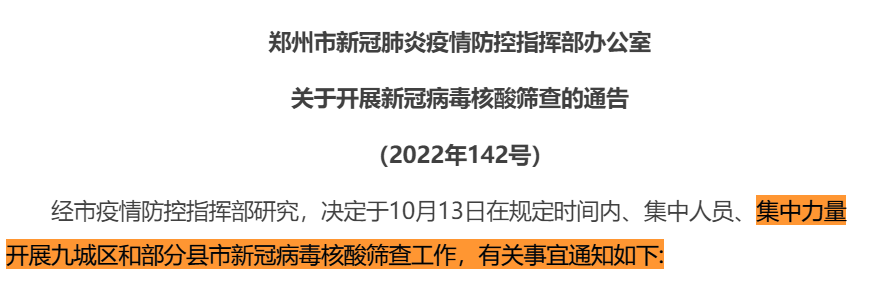 郑州市新冠肺炎疫情防控指挥部办公室
关于开展新冠病毒核酸筛查的通告
（2022年142号）
经市疫情防控指挥部研究，决定于10月13日在规定时间内、集中人员、集中力量
开展九城区和部分县市新冠病毒核酸筛查工作，有关事宜通知如下: